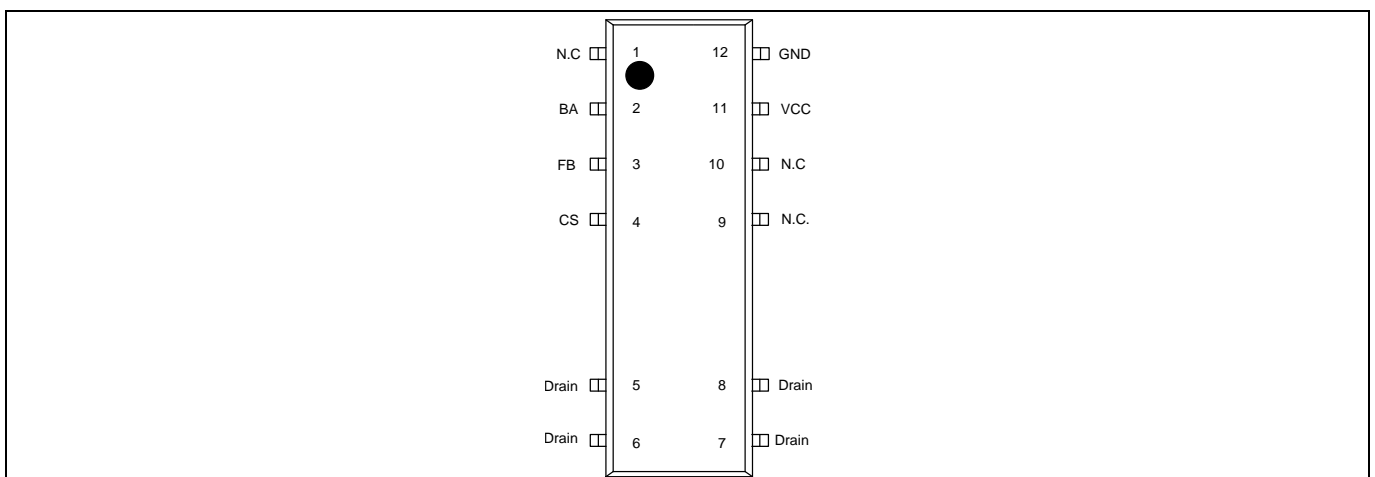 N.C 1 12 GND
BA 2 11 VCC
FB 3 10 N.C
CS 4 9 N.C.
Drain 5 8 Drain
Drain 6 7 Drain